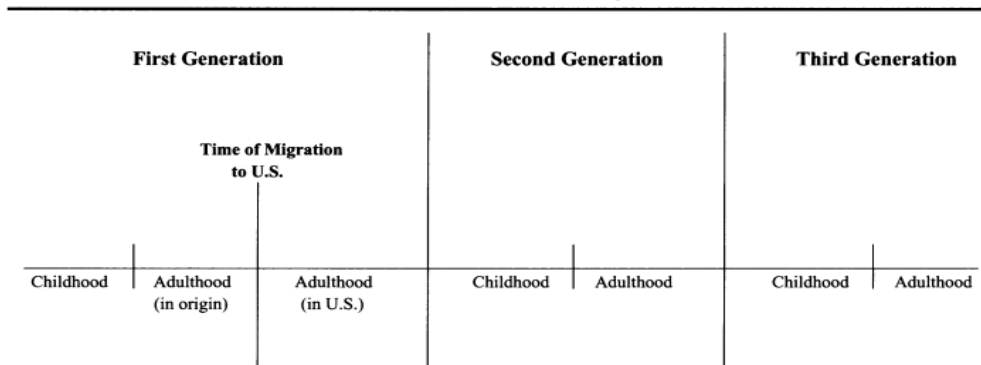 First Generation
Second Generation
Third Generation
Time of Migration
to U.S.
Childhood
Adulthood
(in origin)
Adulthood
(in U.S.)
Childhood
Adulthood
Childhood
Adulthood